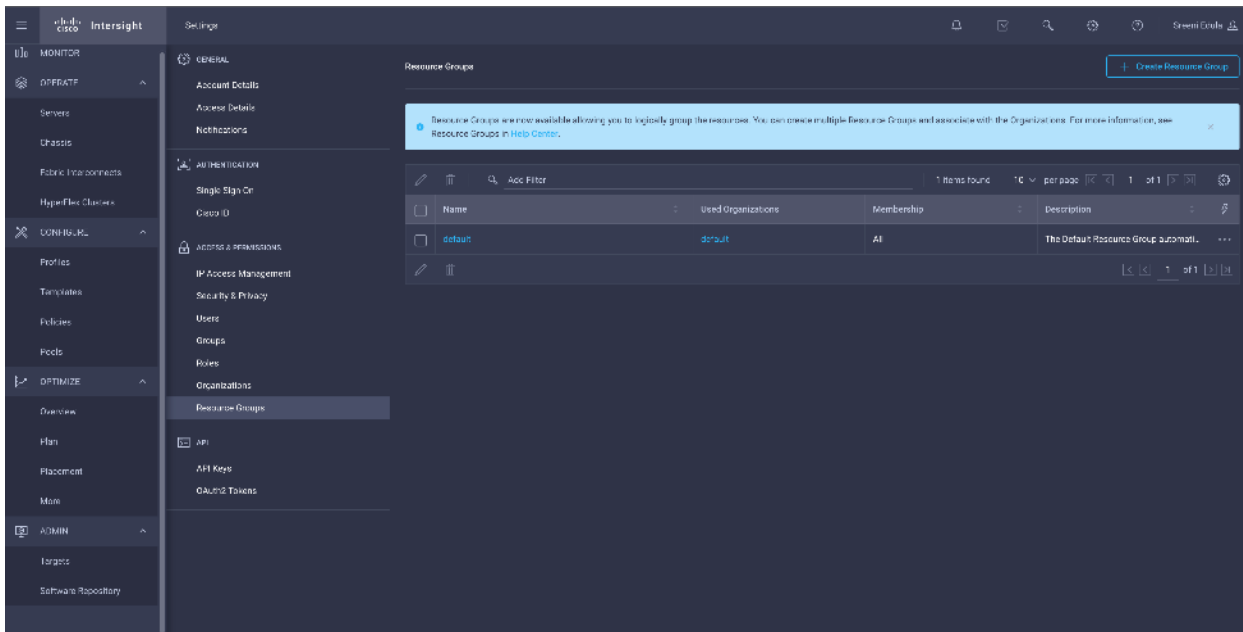 cisco Intersight
Settings
Sreeni Edula
MONITOR
OPERATE
Servers
Chassis
Fabric Interconnects
HyperFlex Clusters
CONFIGURE
Profiles
Templates
Policies
Pools
OPTIMIZE
Overview
Plan
Placement
More
ADMIN
Targets
Software Repository
GENERAL
Account Details
Access Details
Notifications
AUTHENTICATION
Single Sign-On
Cisco ID
ACCESS & PERMISSIONS
IP Access Management
Security & Privacy
Users
Groups
Roles
Organizations
Resource Groups
API
API Keys
OAuth2 Tokens
Resource Groups
Create Resource Group
Resource Groups are now available allowing you to logically group the resources. You can create multiple Resource Groups and associate with the Organizations. For more information, see
Resource Groups in Help Center.
Add Filter
1 items found 10 per page 1 of 1
Name Used Organizations Membership Description
default default All The Default Resource Group automati.. ...
1 of 1